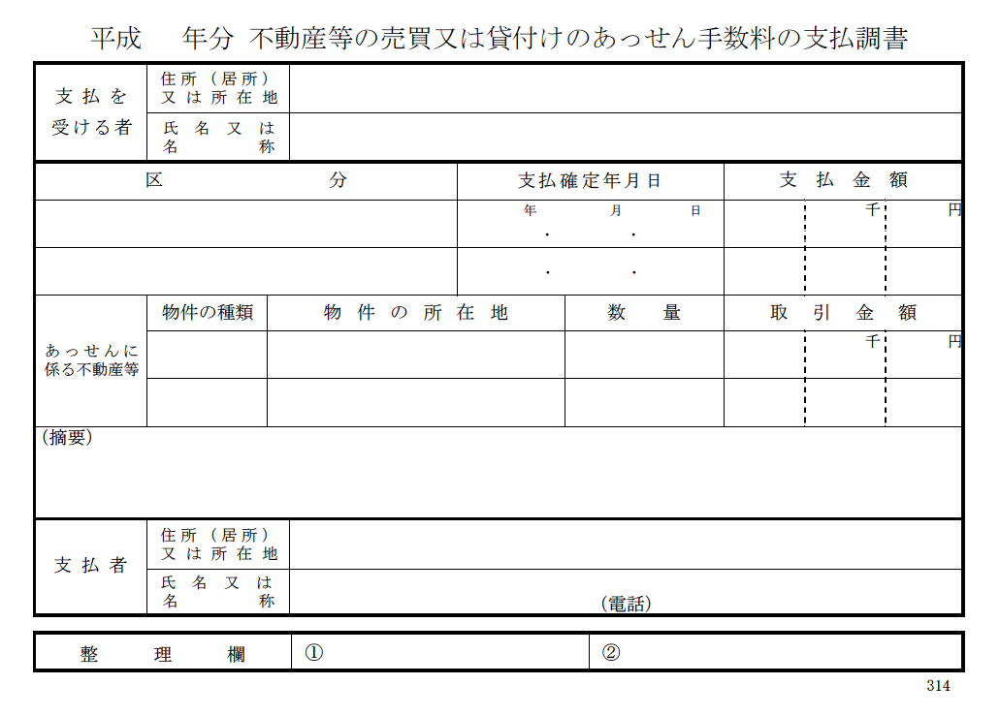 平成　年分 不動産等の売買又は貸付けのあっせん手数料の支払調書
支払を
受ける者
住所（居所）
又は所在地
氏名又は
名称
区分
支払確定年月日
支払金額
年 月 日
千 円
・ ・
・ ・
あっせんに
係る不動産等
物件の種類
物件の所在地
数量
取引金額
千 円
（摘要）
支払者
住所（居所）
又は所在地
氏名又は
名称
（電話）
整理欄
①
②
314